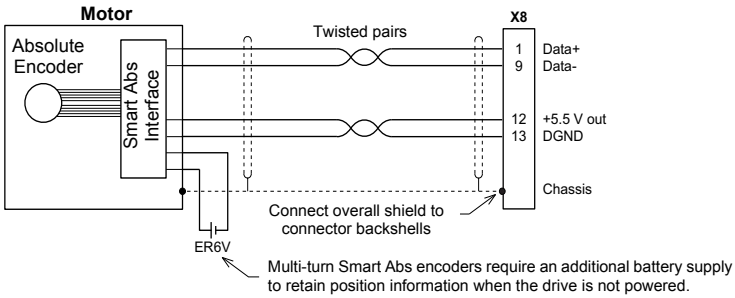 Motor
X8
Absolute
Encoder
Smart Abs
Interface
Twisted pairs
1 Data+
9 Data-
12 +5.5 V out
13 DGND
Chassis
Connect overall shield to
connector backshells
ER6V
Multi-turn Smart Abs encoders require an additional battery supply
to retain position information when the drive is not powered.